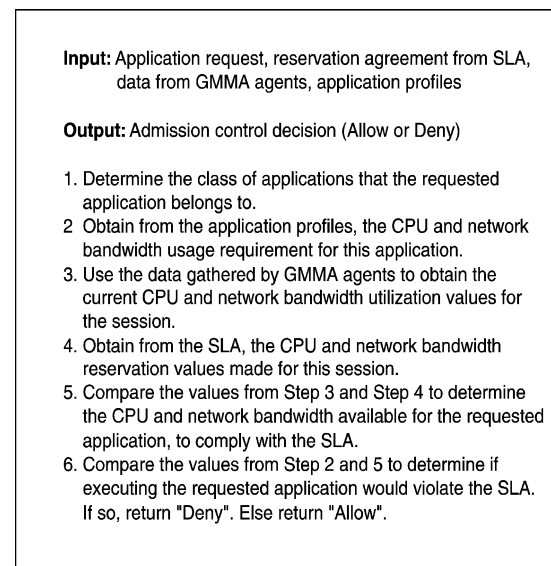 Input: Application request, reservation agreement from SLA,
data from GMMA agents, application profiles
Output: Admission control decision (Allow or Deny)
1. Determine the class of applications that the requested
application belongs to.
2 Obtain from the application profiles, the CPU and network
bandwidth usage requirement for this application.
3. Use the data gathered by GMMA agents to obtain the
current CPU and network bandwidth utilization values for
the session.
4. Obtain from the SLA, the CPU and network bandwidth
reservation values made for this session.
5. Compare the values from Step 3 and Step 4 to determine
the CPU and network bandwidth available for the requested
application, to comply with the SLA.
6. Compare the values from Step 2 and 5 to determine if
executing the requested application would violate the SLA.
If so, return "Deny". Else return "Allow".